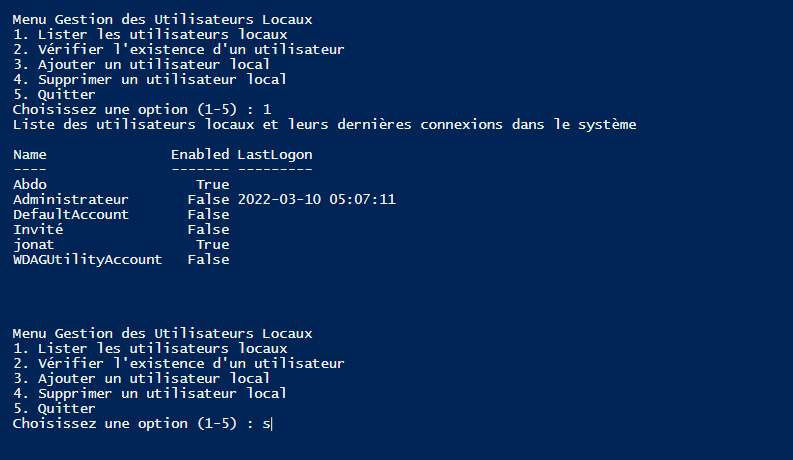 Menu Gestion des Utilisateurs Locaux
1. Lister les utilisateurs locaux
2. Vérifier l'existence d'un utilisateur
3. Ajouter un utilisateur local
4. Supprimer un utilisateur local
5. Quitter
Choisissez une option (1-5) : 1
Liste des utilisateurs locaux et leurs dernières connexions dans le système
Name Enabled LastLogon
---- ------- ---------
Abdo True
Administrateur False 2022-03-10 05:07:11
DefaultAccount False
Invité False
jonat True
WDAGUtilityAccount False
Menu Gestion des Utilisateurs Locaux
1. Lister les utilisateurs locaux
2. Vérifier l'existence d'un utilisateur
3. Ajouter un utilisateur local
4. Supprimer un utilisateur local
5. Quitter
Choisissez une option (1-5) : s